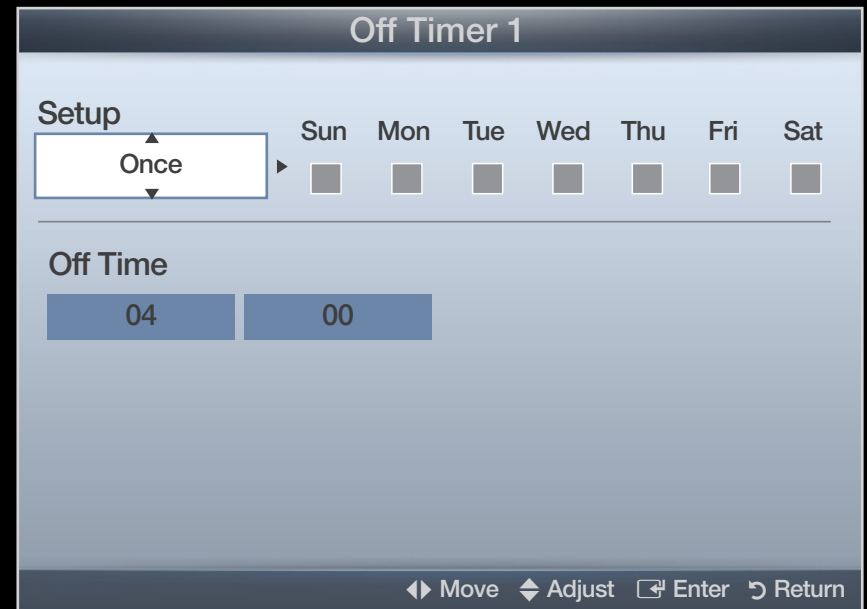 Off Timer 1
Setup
Once
Sun Mon Tue Wed Thu Fri Sat
Off Time
04 00
Move Adjust Enter Return